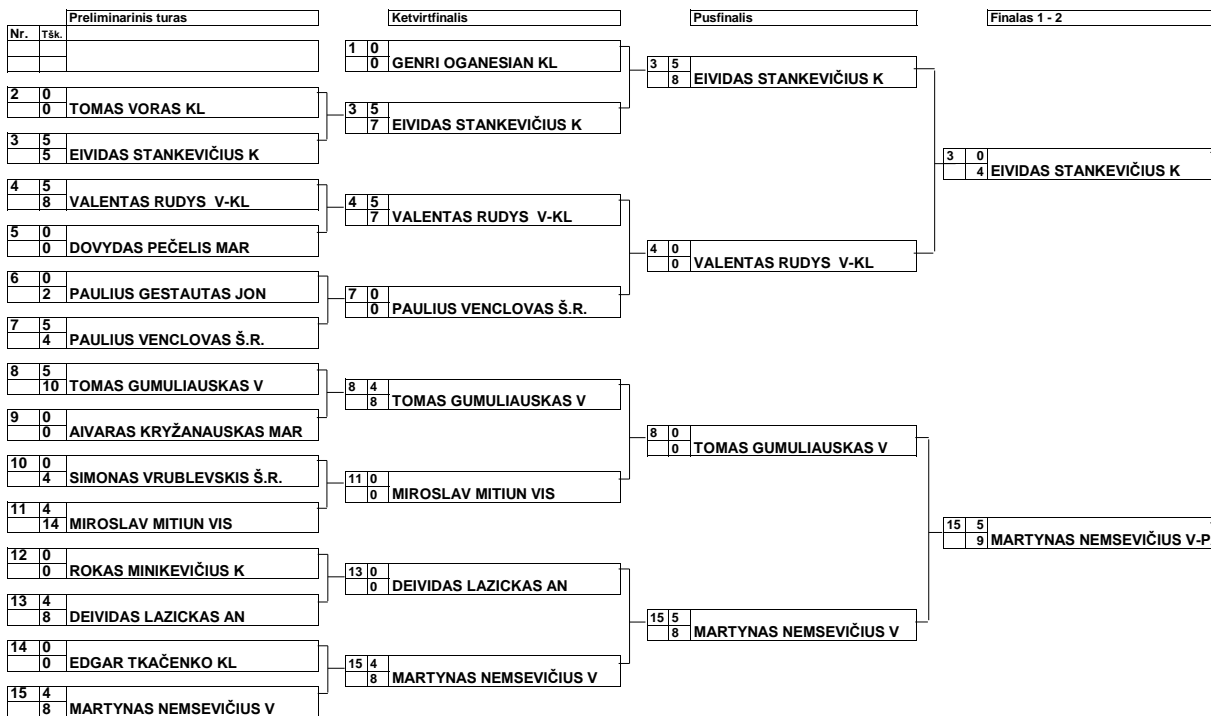 Preliminarinis turas
Ketvirtfinalis
Pusfinalis
Finalas 1 - 2
Nr. Tšk.
1 0
0 GENRI OGANESIAN KL
3 5
8 EIVIDAS STANKEVIČIUS K
2 0
0 TOMAS VORAS KL
3 5
7 EIVIDAS STANKEVIČIUS K
3 5
5 EIVIDAS STANKEVIČIUS K
3 0
4 EIVIDAS STANKEVIČIUS K
4 5
8 VALENTAS RUDYS V-KL
4 5
7 VALENTAS RUDYS V-KL
5 0
0 DOVYDAS PEČELIS MAR
4 0
0 VALENTAS RUDYS V-KL
6 0
2 PAULIUS GESTAUTAS JON
7 0
0 PAULIUS VENCLOVAS Š.R.
7 5
4 PAULIUS VENCLOVAS Š.R.
8 5
10 TOMAS GUMULIAUSKAS V
8 4
8 TOMAS GUMULIAUSKAS V
9 0
0 AIVARAS KRYŽANAUSKAS MAR
8 0
0 TOMAS GUMULIAUSKAS V
10 0
4 SIMONAS VRUBLEVSKIS Š.R.
11 0
0 MIROSLAV MITIUN VIS
11 4
14 MIROSLAV MITIUN VIS
15 5
9 MARTYNAS NEMSEVIČIUS V-P
12 0
0 ROKAS MINIKEVIČIUS K
13 0
0 DEIVIDAS LAZICKAS AN
13 4
8 DEIVIDAS LAZICKAS AN
15 5
8 MARTYNAS NEMSEVIČIUS V
14 0
0 EDGAR TKAČENKO KL
15 4
8 MARTYNAS NEMSEVIČIUS V
15 4
8 MARTYNAS NEMSEVIČIUS V